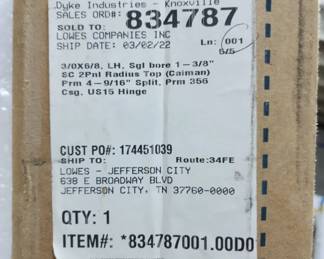 Dyke Industries - Knoxville
SALES ORD#: 834787
SOLD TO:
LOWES COMPANIES INC
SHIP DATE: 03/02/22 Ln: 001
5/5
3/0X6/8, LH, Sgl bore 1-3/8"
SC 2Pnl Radius Top (Caiman)
Prm 4-9/16" Split, Prm 356
Csg, US15 Hinge
CUST PO#: 174451039
SHIP TO: Route:34FE
LOWES - JEFFERSON CITY
638 E BROADWAY BLVD
JEFFERSON CITY, TN 37760-0000
QTY: 1
ITEM#: *834787001.00D0